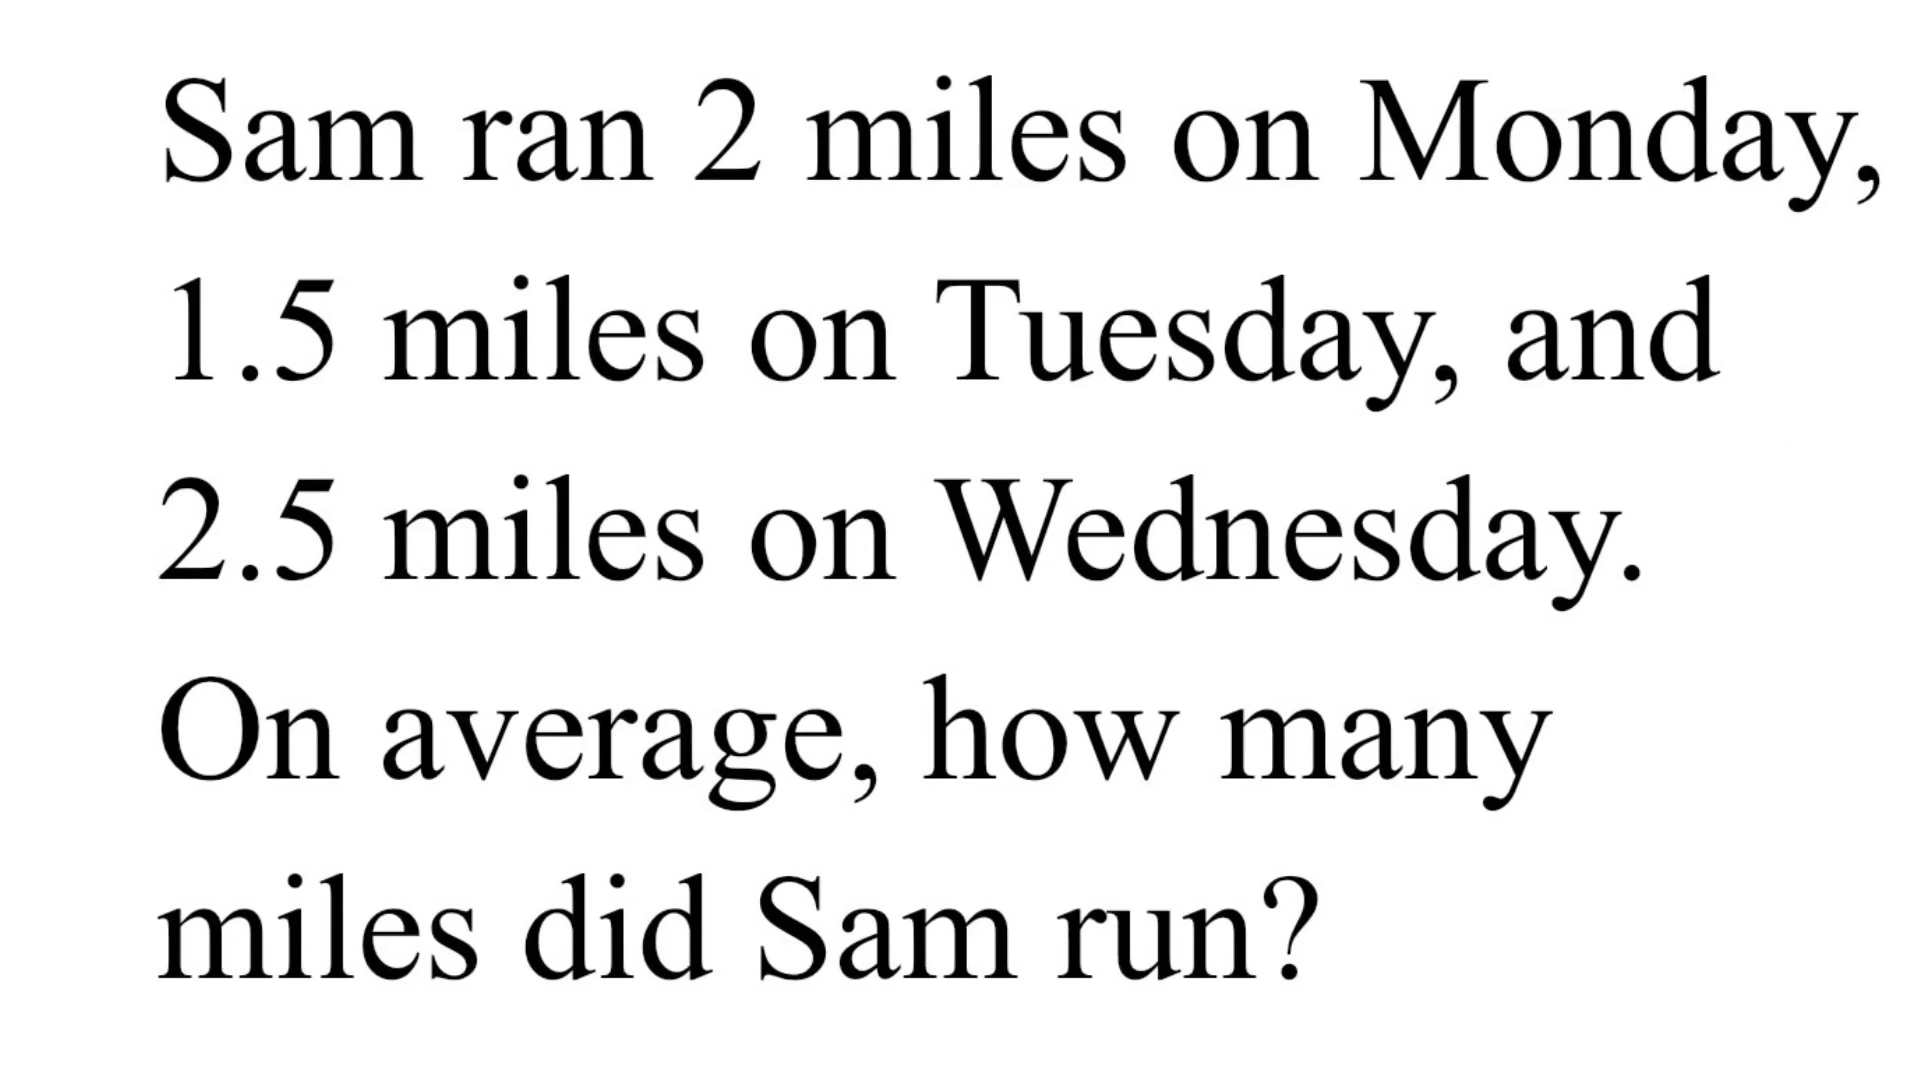 Sam ran 2 miles on Monday,
1.5 miles on Tuesday, and
2.5 miles on Wednesday.
On average, how many
miles did Sam run?